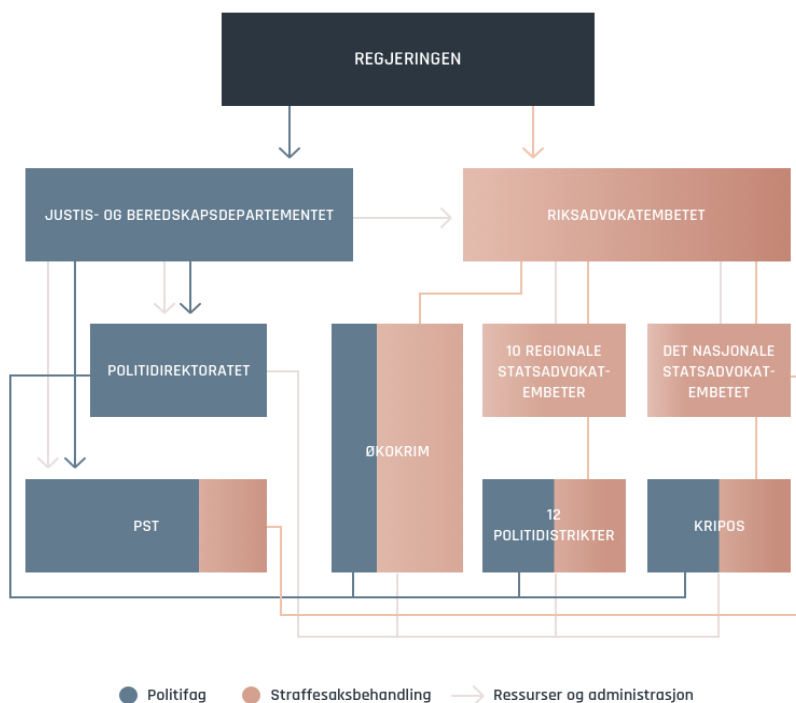 REGJERINGEN
JUSTIS- OG BEREDSKAPSDEPARTEMENTET
RIKSADVOKATEMBETET
POLITIDIREKTORATET
ØKOKRIM
10 REGIONALE
STATSADVOKAT-
EMBETER
DET NASJONALE
STATSADVOKAT-
EMBETET
PST
12
POLITIDISTRIKTER
KRIPOS
Politifag
Straffesaksbehandling
Ressurser og administrasjon